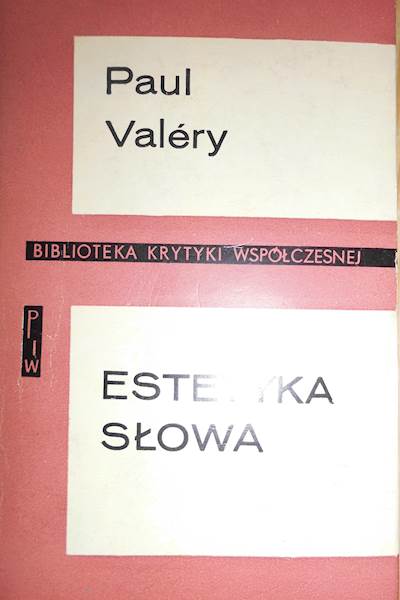 Paul
Valéry
BIBLIOTEKA KRYTYKI WSPÓŁCZESNEJ
PIW
ESTETYKA
SŁOWA